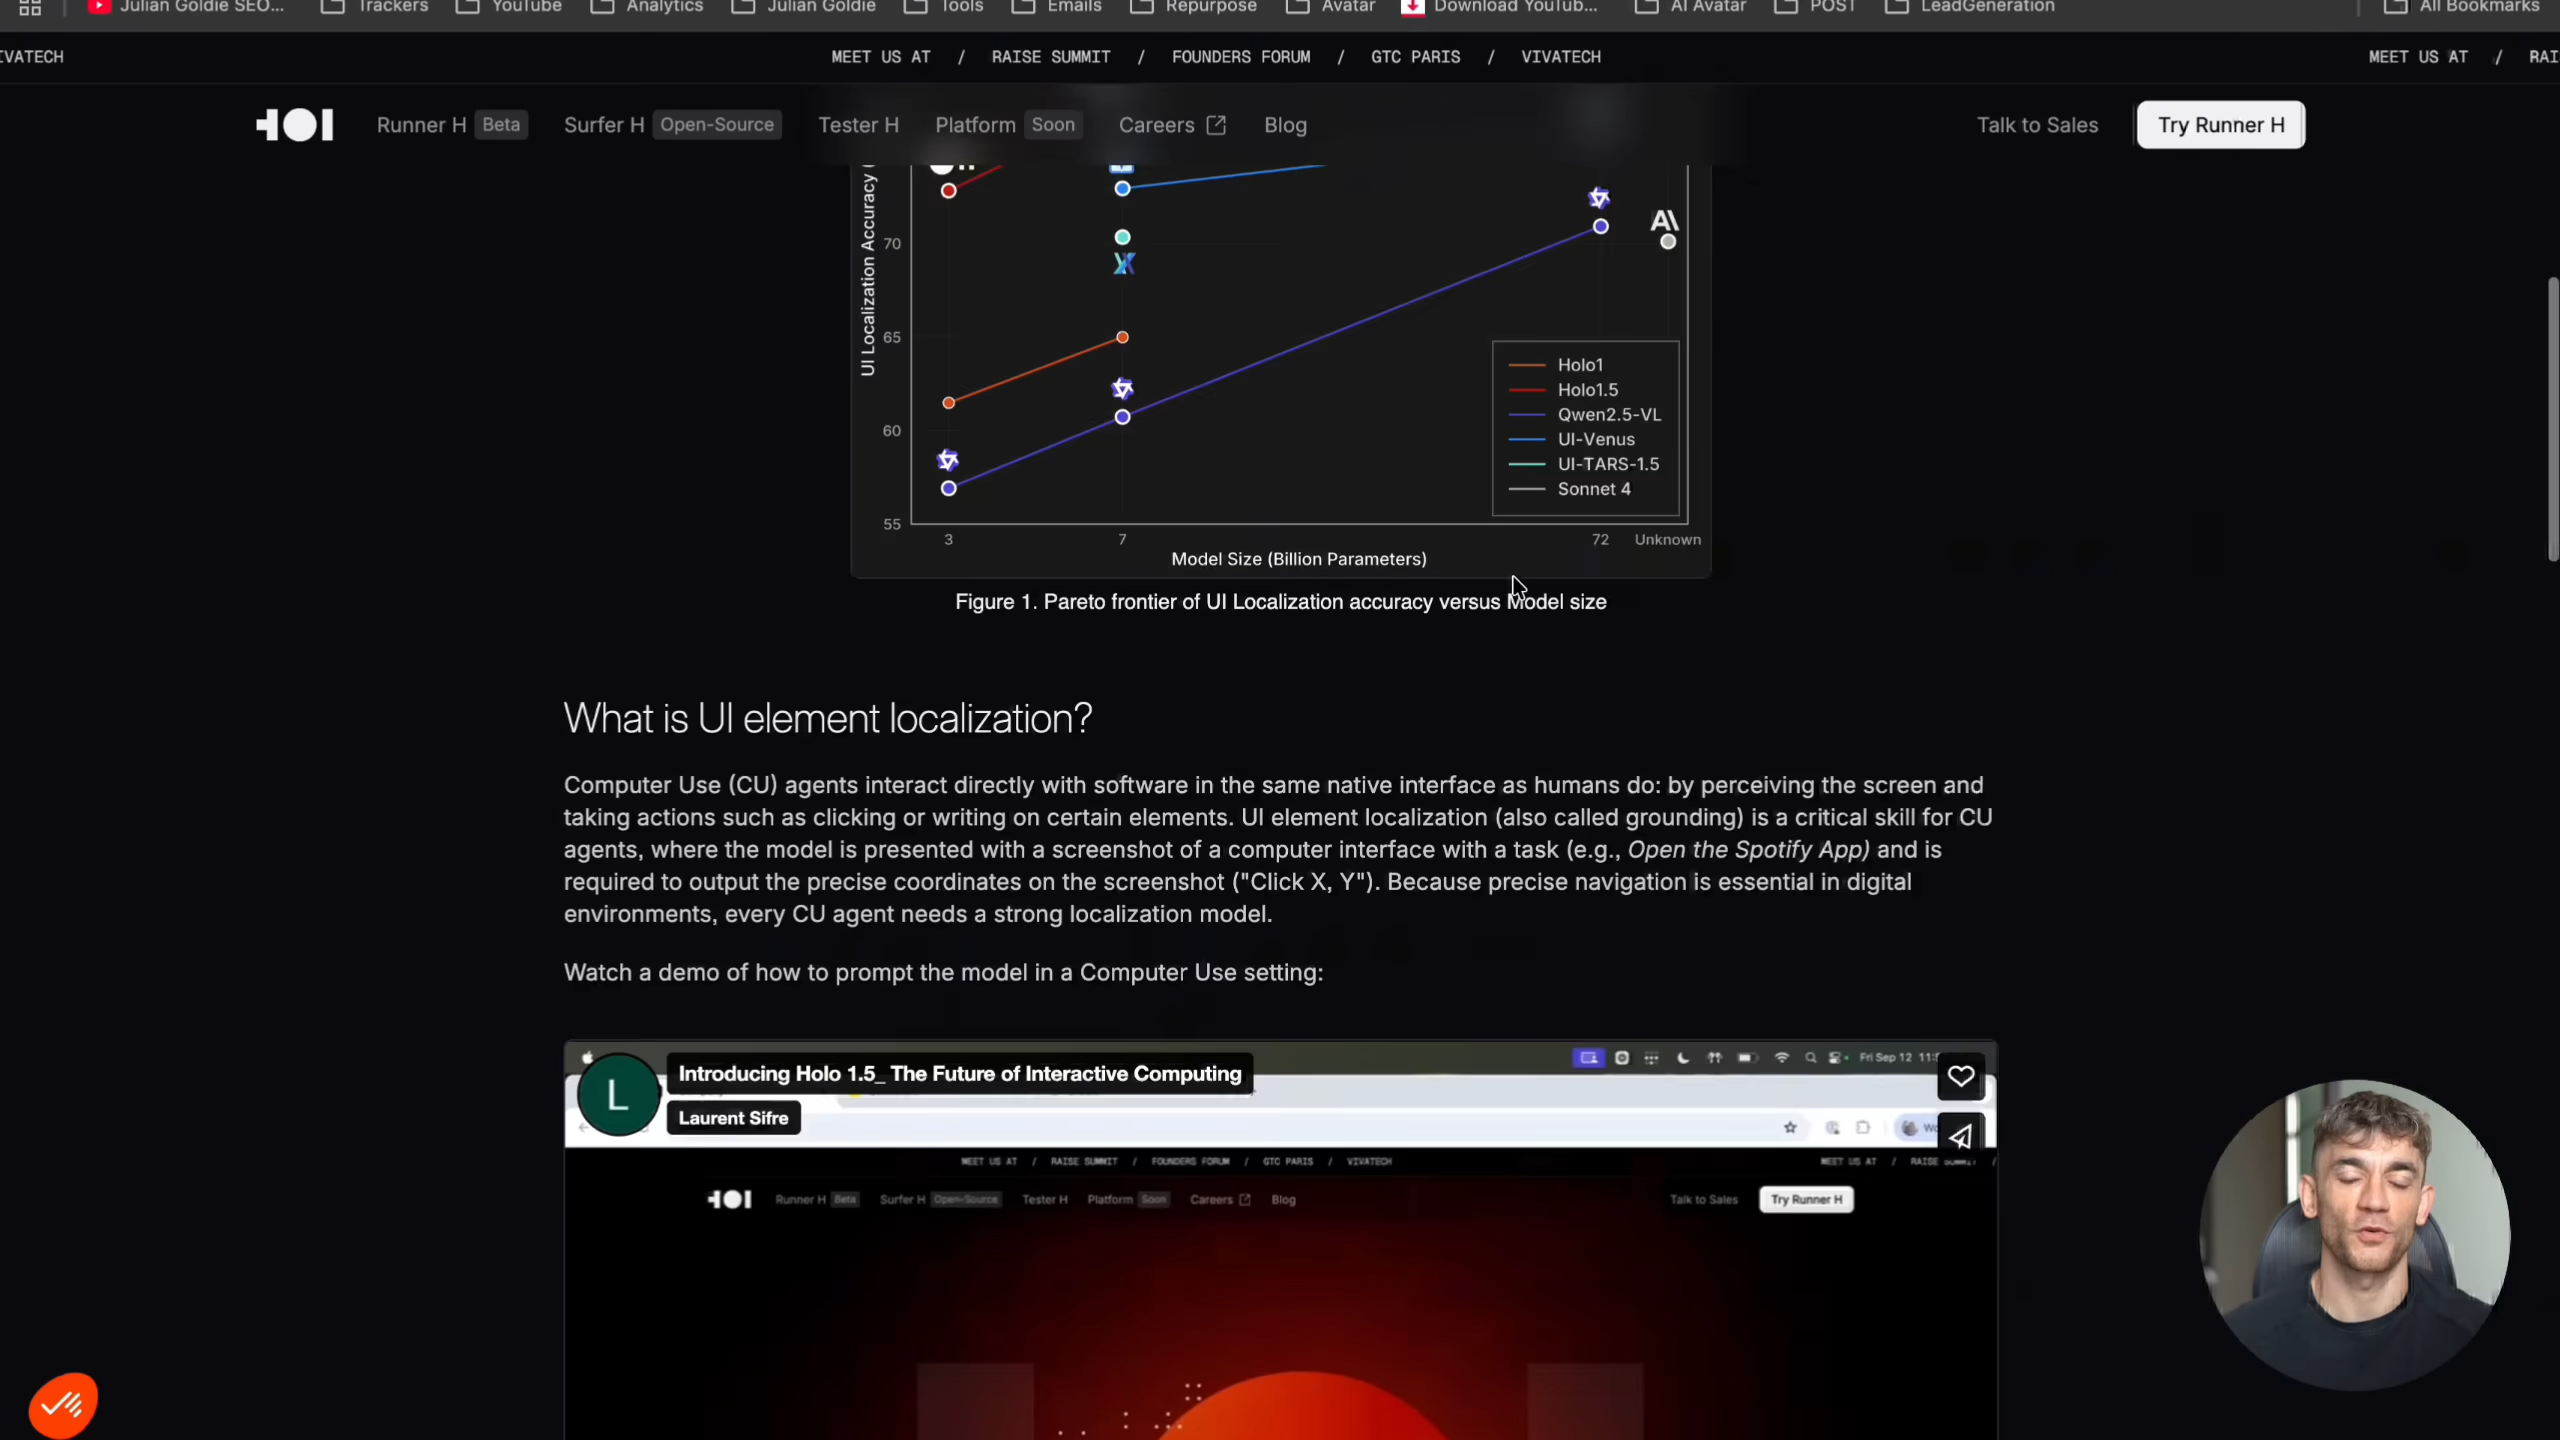 Julian Goldie SEO...
Trackers
YouTube
Analytics
Julian Goldie
Tools
Emails
Repurpose
Avatar
Download YouTub...
AI Avatar
POST
LeadGeneration
All Bookmarks
VATECH
MEET US AT / RAISE SUMMIT / FOUNDERS FORUM / GTC PARIS / VIVATECH
MEET US AT / RAI
Runner H Beta
Surfer H Open-Source
Tester H
Platform Soon
Careers
Blog
Talk to Sales
Try Runner H
UI Localization Accuracy (
70
65
60
55
Holo1
Holo1.5
Qwen2.5-VL
UI-Venus
UI-TARS-1.5
Sonnet 4
3 7 72 Unknown
Model Size (Billion Parameters)
Figure 1. Pareto frontier of UI Localization accuracy versus Model size
What is UI element localization?
Computer Use (CU) agents interact directly with software in the same native interface as humans do: by perceiving the screen and
taking actions such as clicking or writing on certain elements. UI element localization (also called grounding) is a critical skill for CU
agents, where the model is presented with a screenshot of a computer interface with a task (e.g., Open the Spotify App) and is
required to output the precise coordinates on the screenshot ("Click X, Y"). Because precise navigation is essential in digital
environments, every CU agent needs a strong localization model.
Watch a demo of how to prompt the model in a Computer Use setting:
L
Introducing Holo 1.5_ The Future of Interactive Computing
Laurent Sifre
Fri Sep 12 11:
MEET US AT / RAISE SUMMIT / FOUNDERS FORUM / GTC PARIS / VIVATECH
MEET US AT / RAISE SUMMIT /
Runner H Beta
Surfer H Open-Source
Tester H
Platform Soon
Careers
Blog
Talk to Sales
Try Runner H